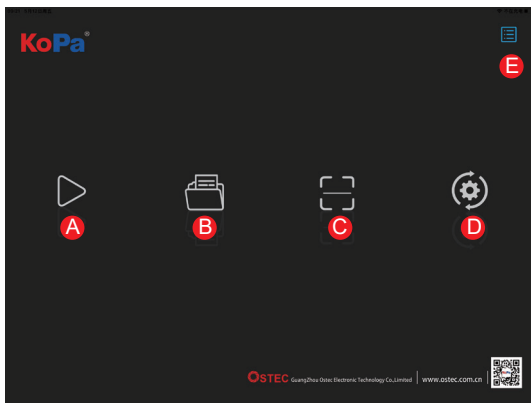 KoPa®
E
A
B
C
D
OSTEC GuangZhou Ostec Electronic Technology Co.,Limited | www.ostec.com.cn |